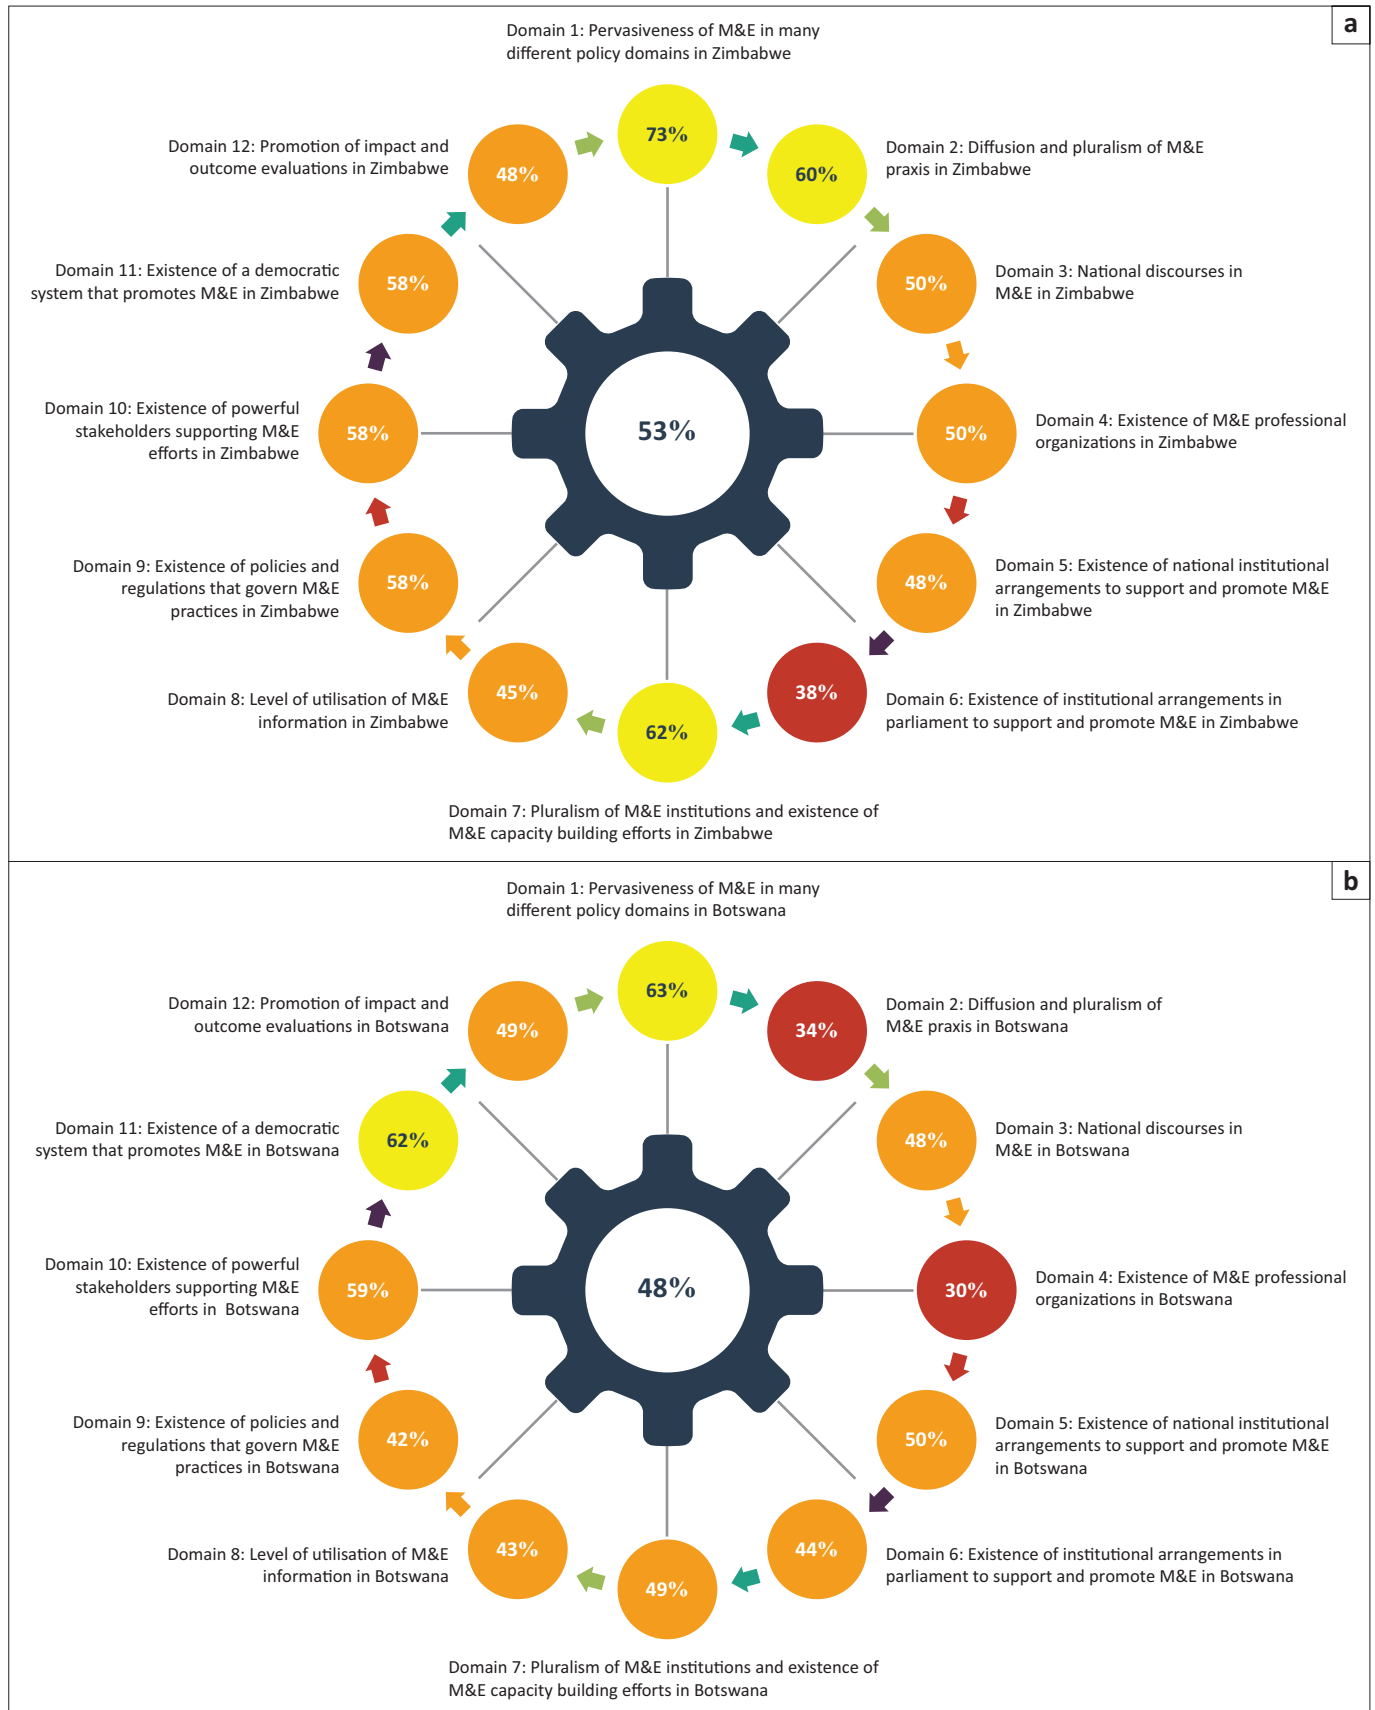 a
Domain 1: Pervasiveness of M&E in many
different policy domains in Zimbabwe
73%
Domain 2: Diffusion and pluralism of M&E
praxis in Zimbabwe
60%
Domain 3: National discourses in
M&E in Zimbabwe
50%
Domain 4: Existence of M&E professional
organizations in Zimbabwe
50%
Domain 5: Existence of national institutional
arrangements to support and promote M&E
in Zimbabwe
48%
Domain 6: Existence of institutional arrangements in
parliament to support and promote M&E in Zimbabwe
38%
Domain 7: Pluralism of M&E institutions and existence of
M&E capacity building efforts in Zimbabwe
62%
Domain 8: Level of utilisation of M&E
information in Zimbabwe
45%
Domain 9: Existence of policies and
regulations that govern M&E
practices in Zimbabwe
58%
Domain 10: Existence of powerful
stakeholders supporting M&E
efforts in Zimbabwe
58%
Domain 11: Existence of a democratic
system that promotes M&E in Zimbabwe
58%
Domain 12: Promotion of impact and
outcome evaluations in Zimbabwe
48%
53%
b
Domain 1: Pervasiveness of M&E in many
different policy domains in Botswana
63%
Domain 2: Diffusion and pluralism of
M&E praxis in Botswana
34%
Domain 3: National discourses in
M&E in Botswana
48%
Domain 4: Existence of M&E professional
organizations in Botswana
30%
Domain 5: Existence of national institutional
arrangements to support and promote M&E
in Botswana
50%
Domain 6: Existence of institutional arrangements in
parliament to support and promote M&E in Botswana
44%
Domain 7: Pluralism of M&E institutions and existence of
M&E capacity building efforts in Botswana
49%
Domain 8: Level of utilisation of M&E
information in Botswana
43%
Domain 9: Existence of policies and
regulations that govern M&E
practices in Botswana
42%
Domain 10: Existence of powerful
stakeholders supporting M&E
efforts in Botswana
59%
Domain 11: Existence of a democratic
system that promotes M&E in Botswana
62%
Domain 12: Promotion of impact and
outcome evaluations in Botswana
49%
48%